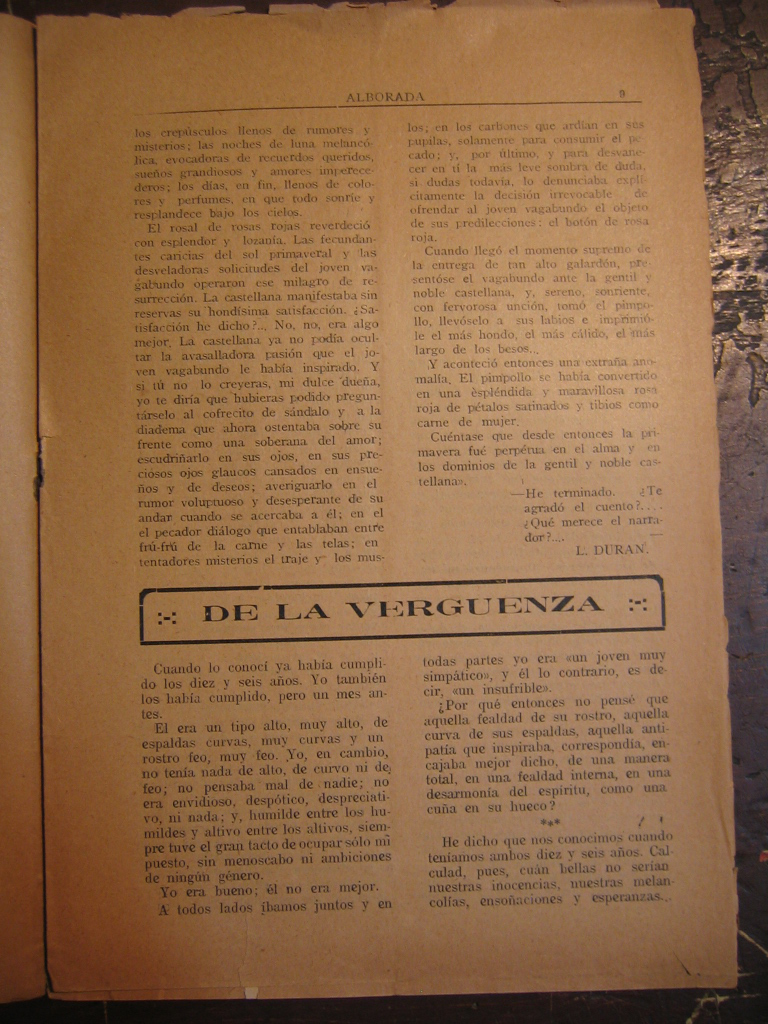 ALBORADA 9
los crepúsculos llenos de rumores y
misterios; las noches de luna melancó-
lica, evocadoras de recuerdos queridos,
sueños grandiosos y amores imperece-
deros; los días, en fin, llenos de colo-
res y perfumes, en que todo sonríe y
resplandece bajo los cielos.
El rosal de rosas rojas reverdeció
con esplendor y lozanía. Las fecundan-
tes caricias del sol primaveral y las
desveladoras solicitudes del joven va-
gabundo operaron ese milagro de re-
surrección. La castellana manifestaba sin
reservas su hondísima satisfacción. ¿Sa-
tisfacción he dicho?... No, no, era algo
mejor. La castellana ya no podía ocul-
tar la avasalladora pasión que el jo-
ven vagabundo le había inspirado. Y
si tú no lo creyeras, mi dulce dueña,
yo te diría que hubieras podido pregun-
társelo al cofrecito de sándalo y a la
diadema que ahora ostentaba sobre su
frente como una soberana del amor;
escudriñarlo en sus ojos, en sus pre-
ciosos ojos glaucos cansados en ensue-
ños y de deseos; averiguarlo en el
rumor voluptuoso y desesperante de su
andar cuando se acercaba a él; en el
el pecador diálogo que entablaban entre
frú-frú de la carne y las telas; en
tentadores misterios el traje y los mus-
los; en los carbones que ardían en sus
pupilas, solamente para consumir el pe-
cado; y, por último, y para desvane-
cer en tí la más leve sombra de duda,
si dudas todavía, lo denunciaba explí-
citamente la decisión irrevocable de
ofrendar al joven vagabundo el objeto
de sus predilecciones: el botón de rosa
roja.
Cuando llegó el momento supremo de
la entrega de tan alto galardón, pre-
sentóse el vagabundo ante la gentil y
noble castellana, y, sereno, sonriente,
con fervorosa unción, tomó el pimpo-
llo, llevóselo a sus labios e imprimió-
le el más hondo, el más cálido, el más
largo de los besos...
Y aconteció entonces una extraña ano-
malía. El pimpollo se había convertido
en una espléndida y maravillosa rosa
roja de pétalos satinados y tibios como
carne de mujer.
Cuéntase que desde entonces la pri-
mavera fué perpétua en el alma y en
los dominios de la gentil y noble cas-
tellana».
—He terminado. ¿Te
agradó el cuento?....
¿Qué merece el narra-
dor?.... —
L. DURAN.
DE LA VERGUENZA
Cuando lo conocí ya había cumpli-
do los diez y seis años. Yo también
los había cumplido, pero un mes an-
tes.
El era un tipo alto, muy alto, de
espaldas curvas, muy curvas y un
rostro feo, muy feo. Yo, en cambio,
no tenía nada de alto, de curvo ni de
feo; no pensaba mal de nadie; no
era envidioso, despótico, despreciati-
vo, ni nada; y, humilde entre los hu-
mildes y altivo entre los altivos, siem-
pre tuve el gran tacto de ocupar sólo mi
puesto, sin menoscabo ni ambiciones
de ningún género.
Yo era bueno; él no era mejor.
A todos lados íbamos juntos y en
todas partes yo era «un joven muy
simpático», y él lo contrario, es de-
cir, «un insufrible».
¿Por qué entonces no pensé que
aquella fealdad de su rostro, aquella
curva de sus espaldas, aquella anti-
patía que inspiraba, correspondía, en-
cajaba mejor dicho, de una manera
total, en una fealdad interna, en una
desarmonía del espíritu, como una
cuña en su hueco?
***
He dicho que nos conocimos cuando
teníamos ambos diez y seis años. Cal-
culad, pues, cuán bellas no serían
nuestras inocencias, nuestras melan-
colías, ensoñaciones y esperanzas...